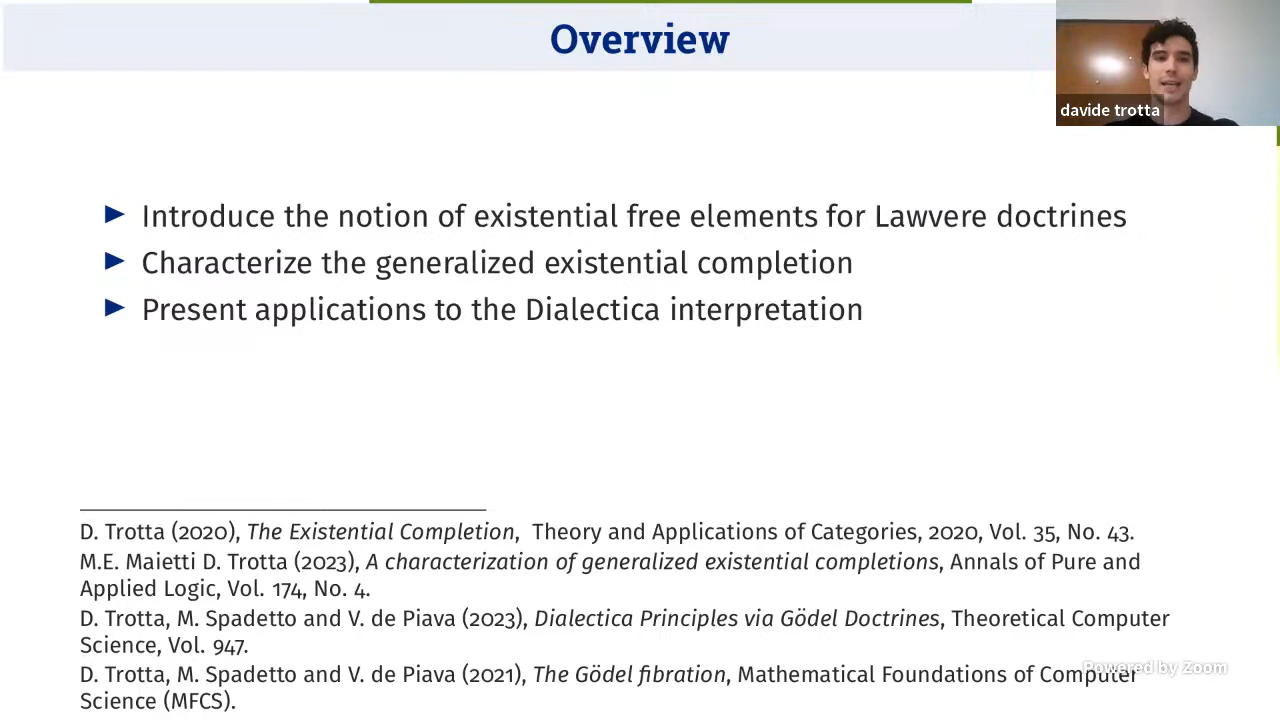 Overview
davide trotta
▶ Introduce the notion of existential free elements for Lawvere doctrines
▶ Characterize the generalized existential completion
▶ Present applications to the Dialectica interpretation
D. Trotta (2020), The Existential Completion, Theory and Applications of Categories, 2020, Vol. 35, No. 43.
M.E. Maietti D. Trotta (2023), A characterization of generalized existential completions, Annals of Pure and
Applied Logic, Vol. 174, No. 4.
D. Trotta, M. Spadetto and V. de Piava (2023), Dialectica Principles via Gödel Doctrines, Theoretical Computer
Science, Vol. 947.
D. Trotta, M. Spadetto and V. de Piava (2021), The Gödel fibration, Mathematical Foundations of Computer
Science (MFCS).
Powered by Zoom